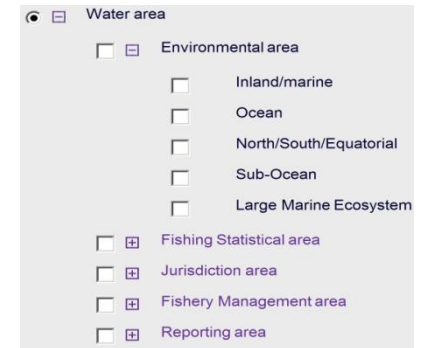 Water area
Environmental area
Inland/marine
Ocean
North/South/Equatorial
Sub-Ocean
Large Marine Ecosystem
Fishing Statistical area
Jurisdiction area
Fishery Management area
Reporting area